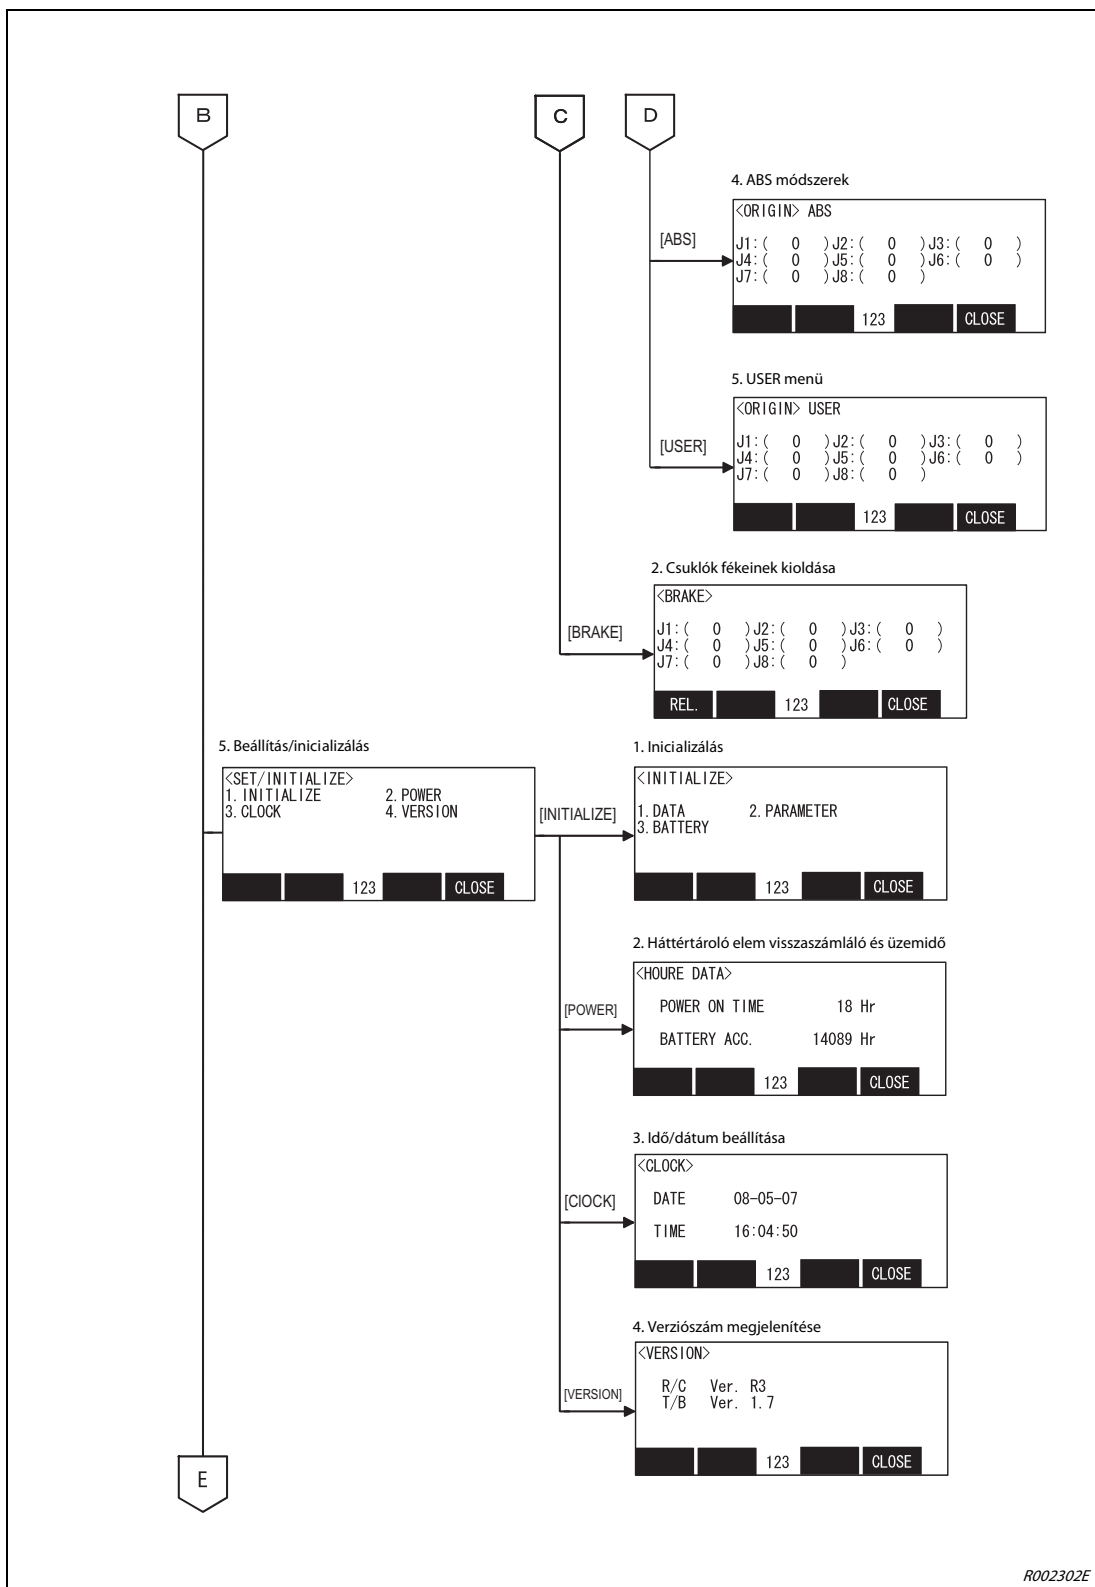 B
C
D
4. ABS módszerek
<ORIGIN> ABS
[ABS]
J1:( 0 )J2:( 0 )J3:( 0 )
J4:( 0 )J5:( 0 )J6:( 0 )
J7:( 0 )J8:( 0 )
123 CLOSE
5. USER menü
<ORIGIN> USER
[USER]
J1:( 0 )J2:( 0 )J3:( 0 )
J4:( 0 )J5:( 0 )J6:( 0 )
J7:( 0 )J8:( 0 )
123 CLOSE
2. Csuklók fékeinek kioldása
<BRAKE>
[BRAKE]
J1:( 0 )J2:( 0 )J3:( 0 )
J4:( 0 )J5:( 0 )J6:( 0 )
J7:( 0 )J8:( 0 )
REL. 123 CLOSE
5. Beállítás/inicializálás
<SET/INITIALIZE>
1. INITIALIZE 2. POWER
3. CLOCK 4. VERSION
123 CLOSE
[INITIALIZE]
1. Inicializálás
<INITIALIZE>
1. DATA 2. PARAMETER
3. BATTERY
123 CLOSE
2. Háttértároló elem visszaszámláló és üzemidő
<HOURE DATA>
[POWER]
POWER ON TIME 18 Hr
BATTERY ACC. 14089 Hr
123 CLOSE
3. Idő/dátum beállítása
<CLOCK>
[ClOCK]
DATE 08-05-07
TIME 16:04:50
123 CLOSE
4. Verziószám megjelenítése
<VERSION>
[VERSION]
R/C Ver. R3
T/B Ver. 1.7
123 CLOSE
E
R002302E